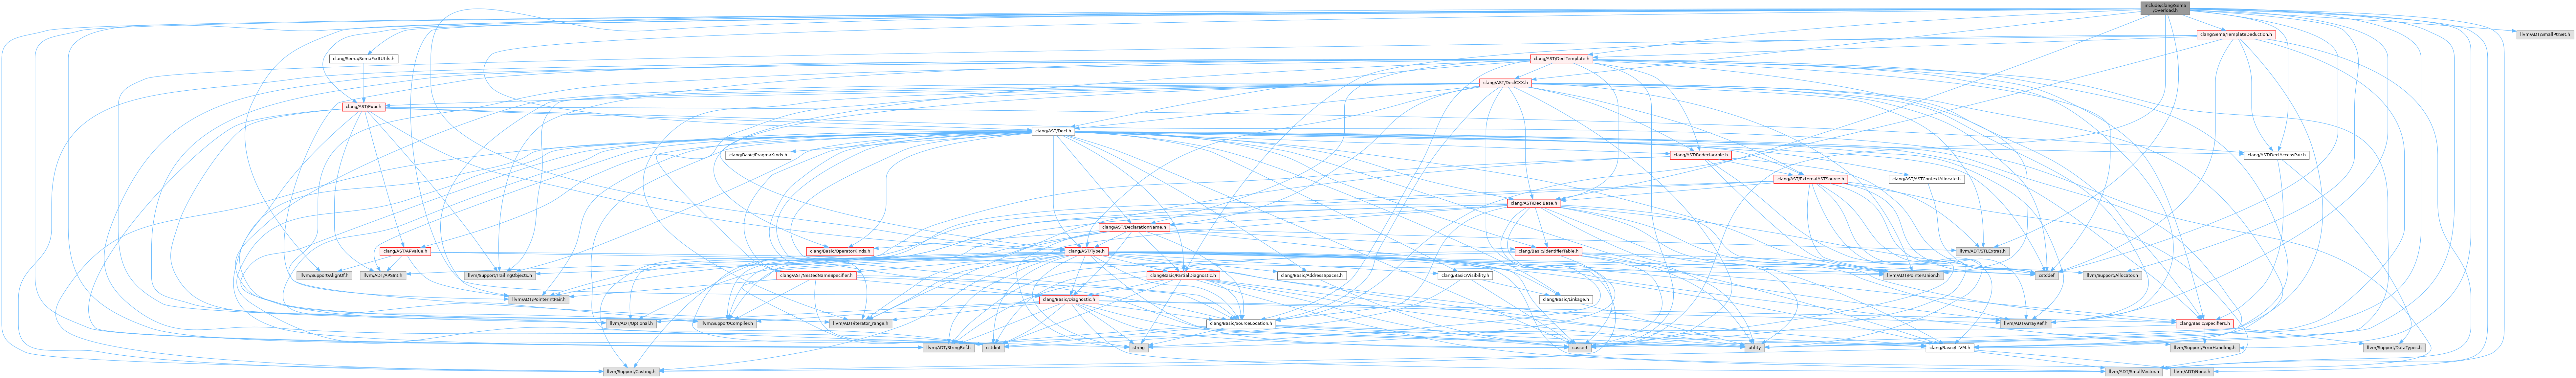 include/clang/Sema
/Overload.h
llvm/ADT/SmallPtrSet.h
clang/Sema/TemplateDeduction.h
clang/Sema/SemaFixItUtils.h
clang/AST/DeclTemplate.h
clang/AST/DeclCXX.h
clang/AST/Expr.h
clang/AST/Decl.h
clang/Basic/PragmaKinds.h
clang/AST/Redeclarable.h
clang/AST/DeclAccessPair.h
clang/AST/ExternalASTSource.h
clang/AST/ASTContextAllocate.h
clang/AST/DeclBase.h
clang/AST/DeclarationName.h
clang/AST/APValue.h
clang/Basic/OperatorKinds.h
clang/AST/Type.h
clang/Basic/IdentifierTable.h
llvm/ADT/STLExtras.h
llvm/Support/AlignOf.h
llvm/ADT/APSInt.h
llvm/Support/TrailingObjects.h
clang/AST/NestedNameSpecifier.h
clang/Basic/PartialDiagnostic.h
clang/Basic/AddressSpaces.h
clang/Basic/Visibility.h
llvm/ADT/PointerUnion.h
cstddef
llvm/Support/Allocator.h
llvm/ADT/PointerIntPair.h
clang/Basic/Diagnostic.h
clang/Basic/Linkage.h
llvm/ADT/Optional.h
llvm/Support/Compiler.h
llvm/ADT/iterator_range.h
clang/Basic/SourceLocation.h
llvm/ADT/ArrayRef.h
clang/Basic/Specifiers.h
llvm/ADT/StringRef.h
cstdint
string
cassert
utility
clang/Basic/LLVM.h
llvm/Support/ErrorHandling.h
llvm/Support/DataTypes.h
llvm/Support/Casting.h
llvm/ADT/SmallVector.h
llvm/ADT/None.h